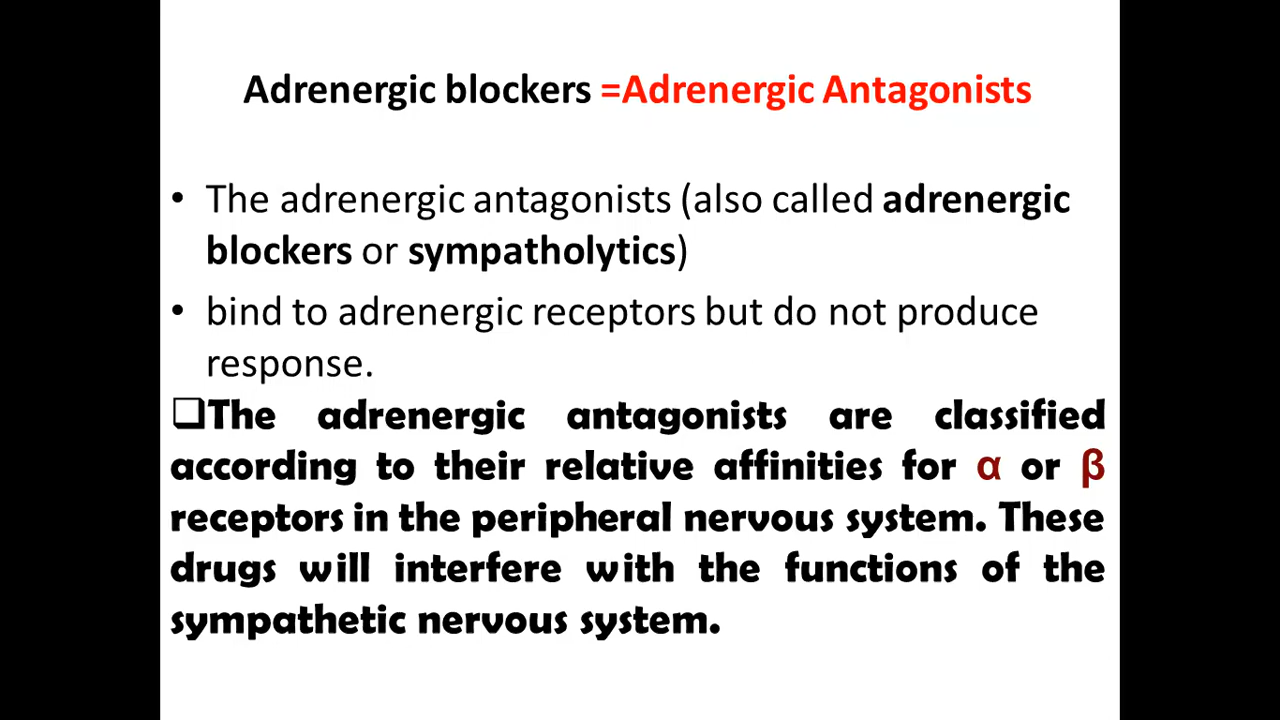 Adrenergic blockers =Adrenergic Antagonists
• The adrenergic antagonists (also called adrenergic
blockers or sympatholytics)
• bind to adrenergic receptors but do not produce
response.
❑The adrenergic antagonists are classified
according to their relative affinities for α or β
receptors in the peripheral nervous system. These
drugs will interfere with the functions of the
sympathetic nervous system.